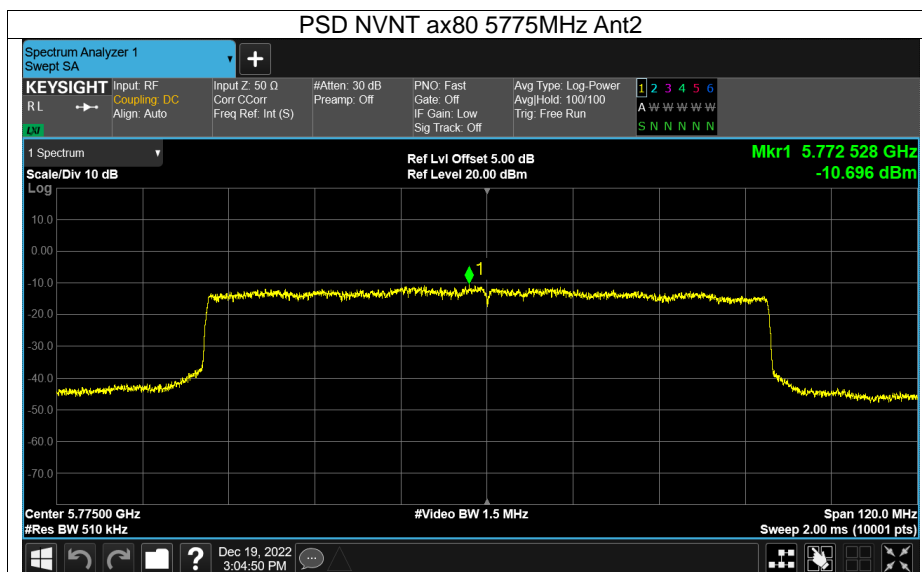 PSD NVNT ax80 5775MHz Ant2
Spectrum Analyzer 1
Swept SA
KEYSIGHT
RL
LXI
Input: RF
Coupling: DC
Align: Auto
Input Z: 50 Ω
Corr CCorr
Freq Ref: Int (S)
#Atten: 30 dB
Preamp: Off
PNO: Fast
Gate: Off
IF Gain: Low
Sig Track: Off
Avg Type: Log-Power
Avg|Hold: 100/100
Trig: Free Run
1 2 3 4 5 6
A W W W W W
S N N N N N
1 Spectrum
Scale/Div 10 dB
Ref Lvl Offset 5.00 dB
Ref Level 20.00 dBm
Mkr1 5.772 528 GHz
-10.696 dBm
Log
10.0
0.00
-10.0
-20.0
-30.0
-40.0
-50.0
-60.0
-70.0
1
Center 5.77500 GHz
#Res BW 510 kHz
#Video BW 1.5 MHz
Span 120.0 MHz
Sweep 2.00 ms (10001 pts)
?
Dec 19, 2022
3:04:50 PM